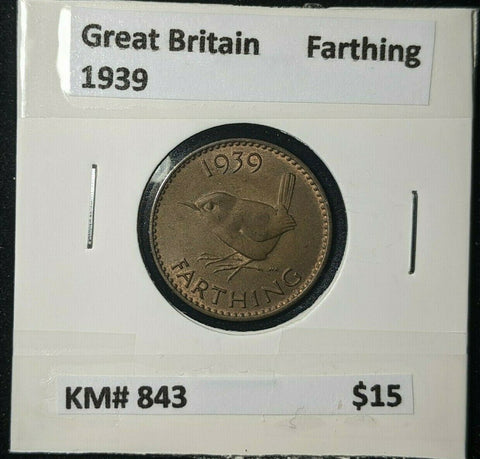 Great Britain Farthing
1939
1939
FARTHING
KM# 843 $15